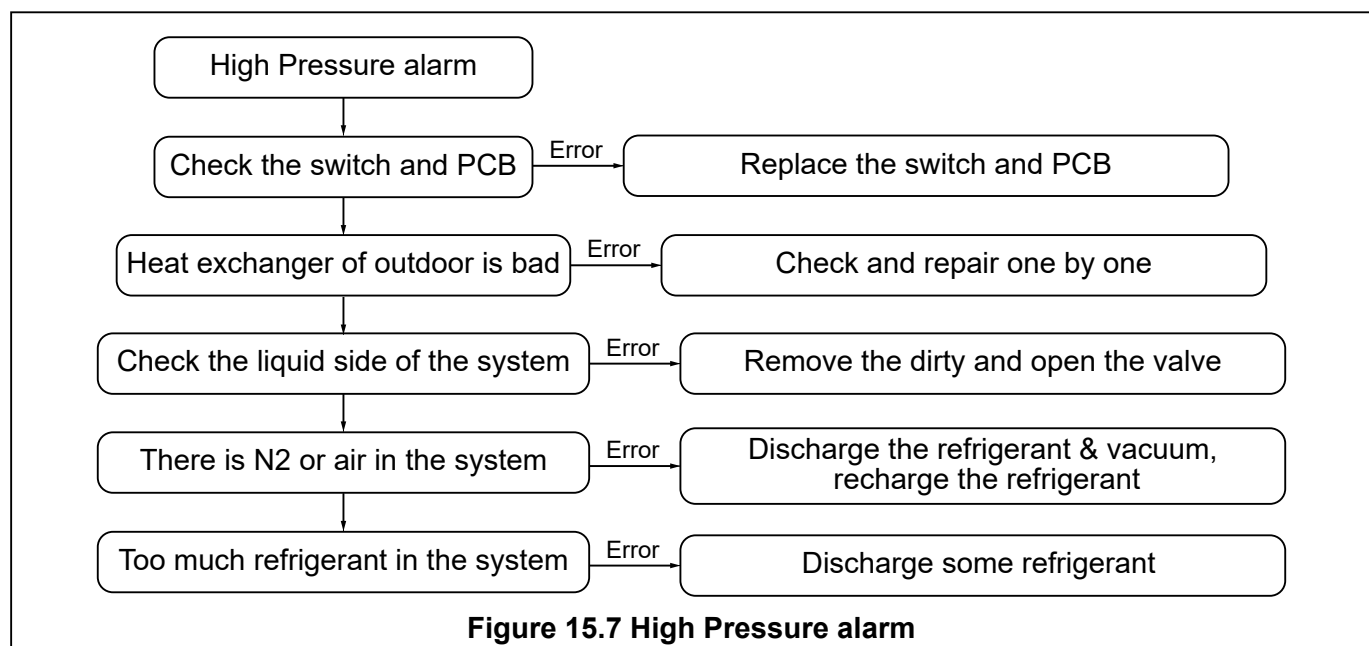 High Pressure alarm
Check the switch and PCB
Error
Replace the switch and PCB
Heat exchanger of outdoor is bad
Error
Check and repair one by one
Check the liquid side of the system
Error
Remove the dirty and open the valve
There is N2 or air in the system
Error
Discharge the refrigerant & vacuum,
recharge the refrigerant
Too much refrigerant in the system
Error
Discharge some refrigerant
Figure 15.7 High Pressure alarm